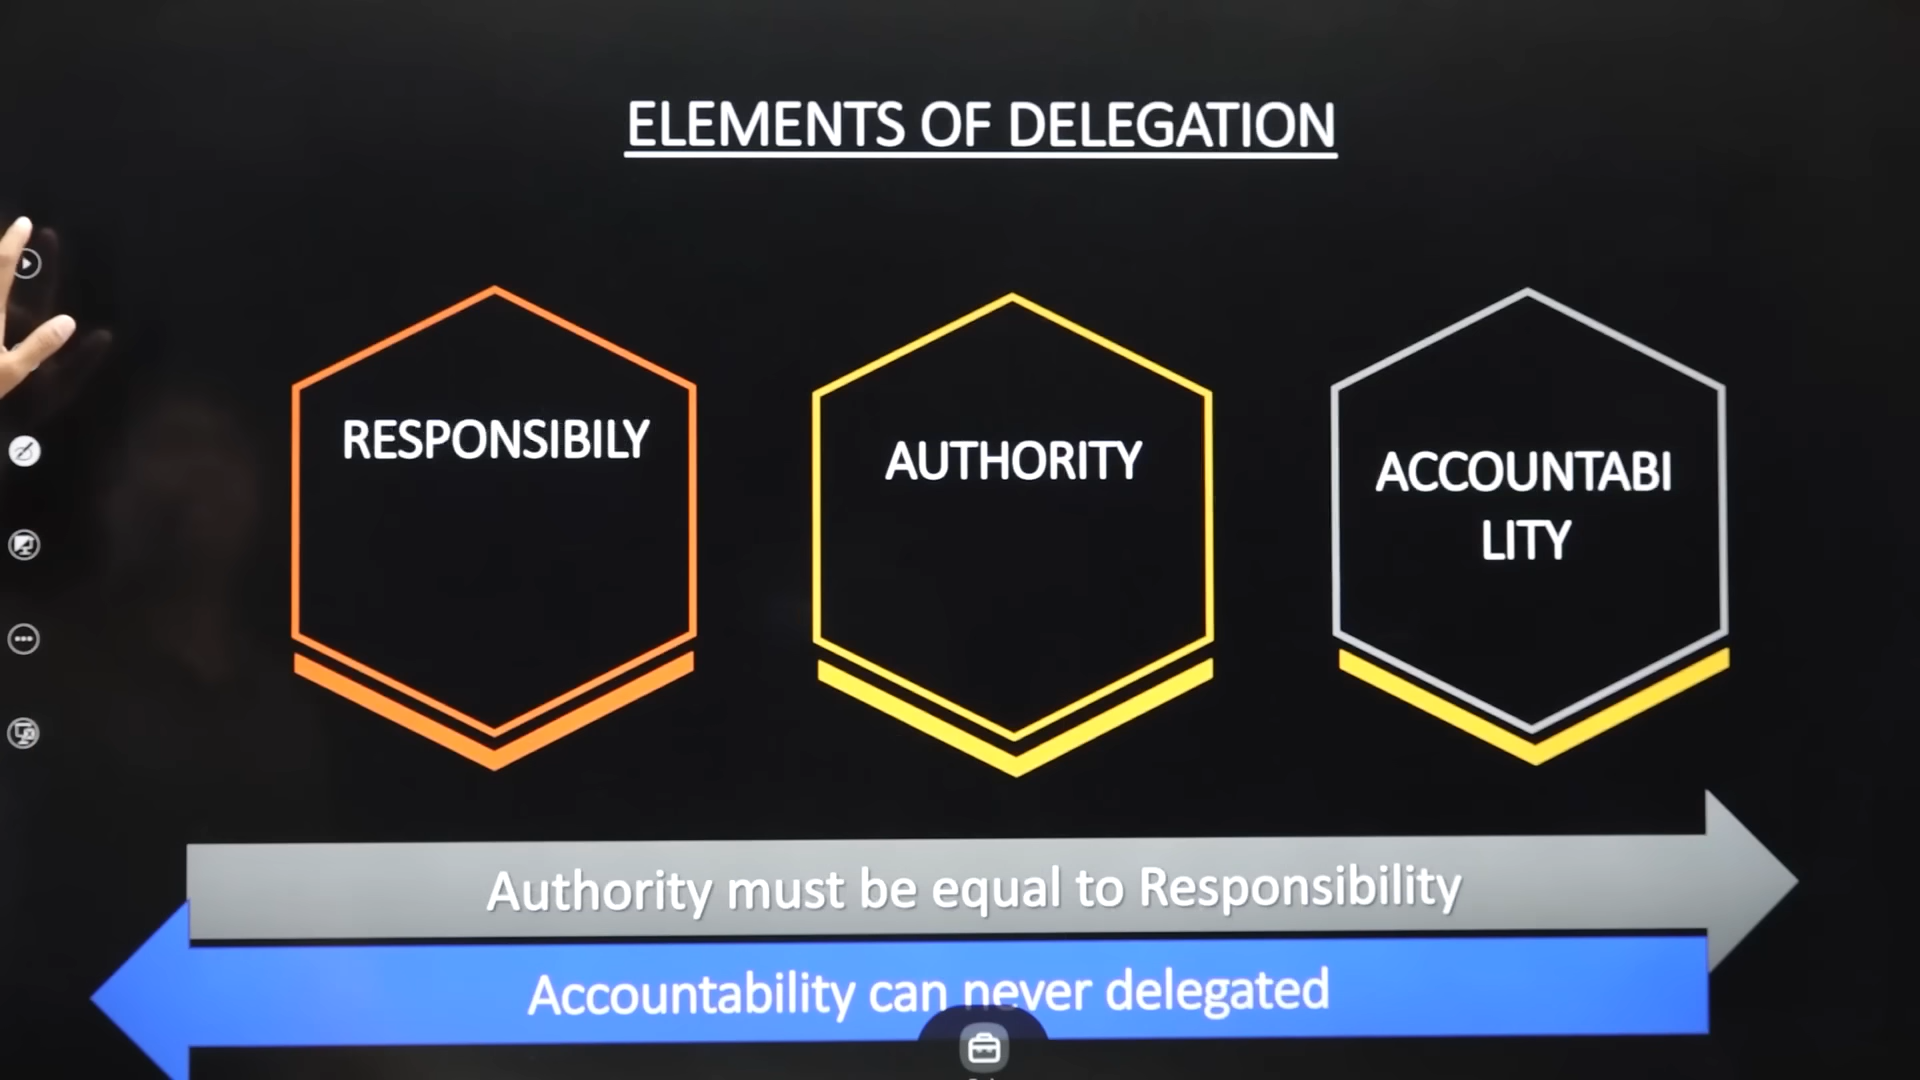 ELEMENTS OF DELEGATION
RESPONSIBILY
AUTHORITY
ACCOUNTABI
LITY
Authority must be equal to Responsibility
Accountability can never delegated